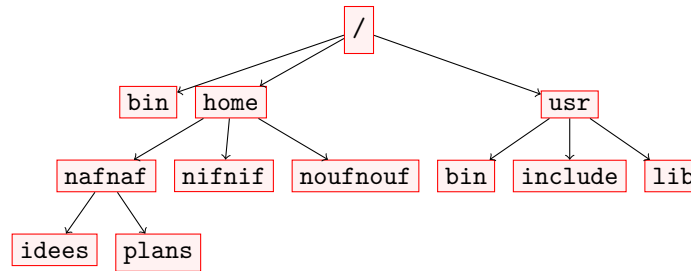 /
bin home usr
nafnaf nifnif noufnouf bin include lib
idees plans